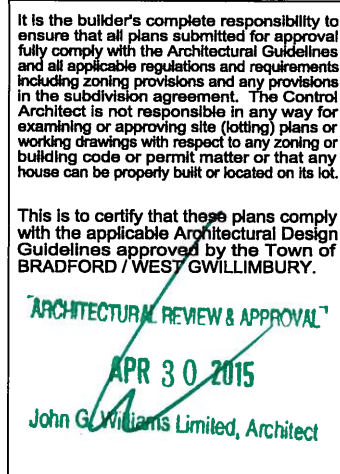 It is the builder's complete responsibility to
ensure that all plans submitted for approval
fully comply with the Architectural Guidelines
and all applicable regulations and requirements
including zoning provisions and any provisions
in the subdivision agreement. The Control
Architect is not responsible in any way for
examining or approving site (lotting) plans or
working drawings with respect to any zoning or
building code or permit matter or that any
house can be properly built or located on its lot.
This is to certify that these plans comply
with the applicable Architectural Design
Guidelines approved by the Town of
BRADFORD / WEST GWILLIMBURY.
"ARCHITECTURAL REVIEW & APPROVAL"
APR 30 2015
John G. Williams Limited, Architect